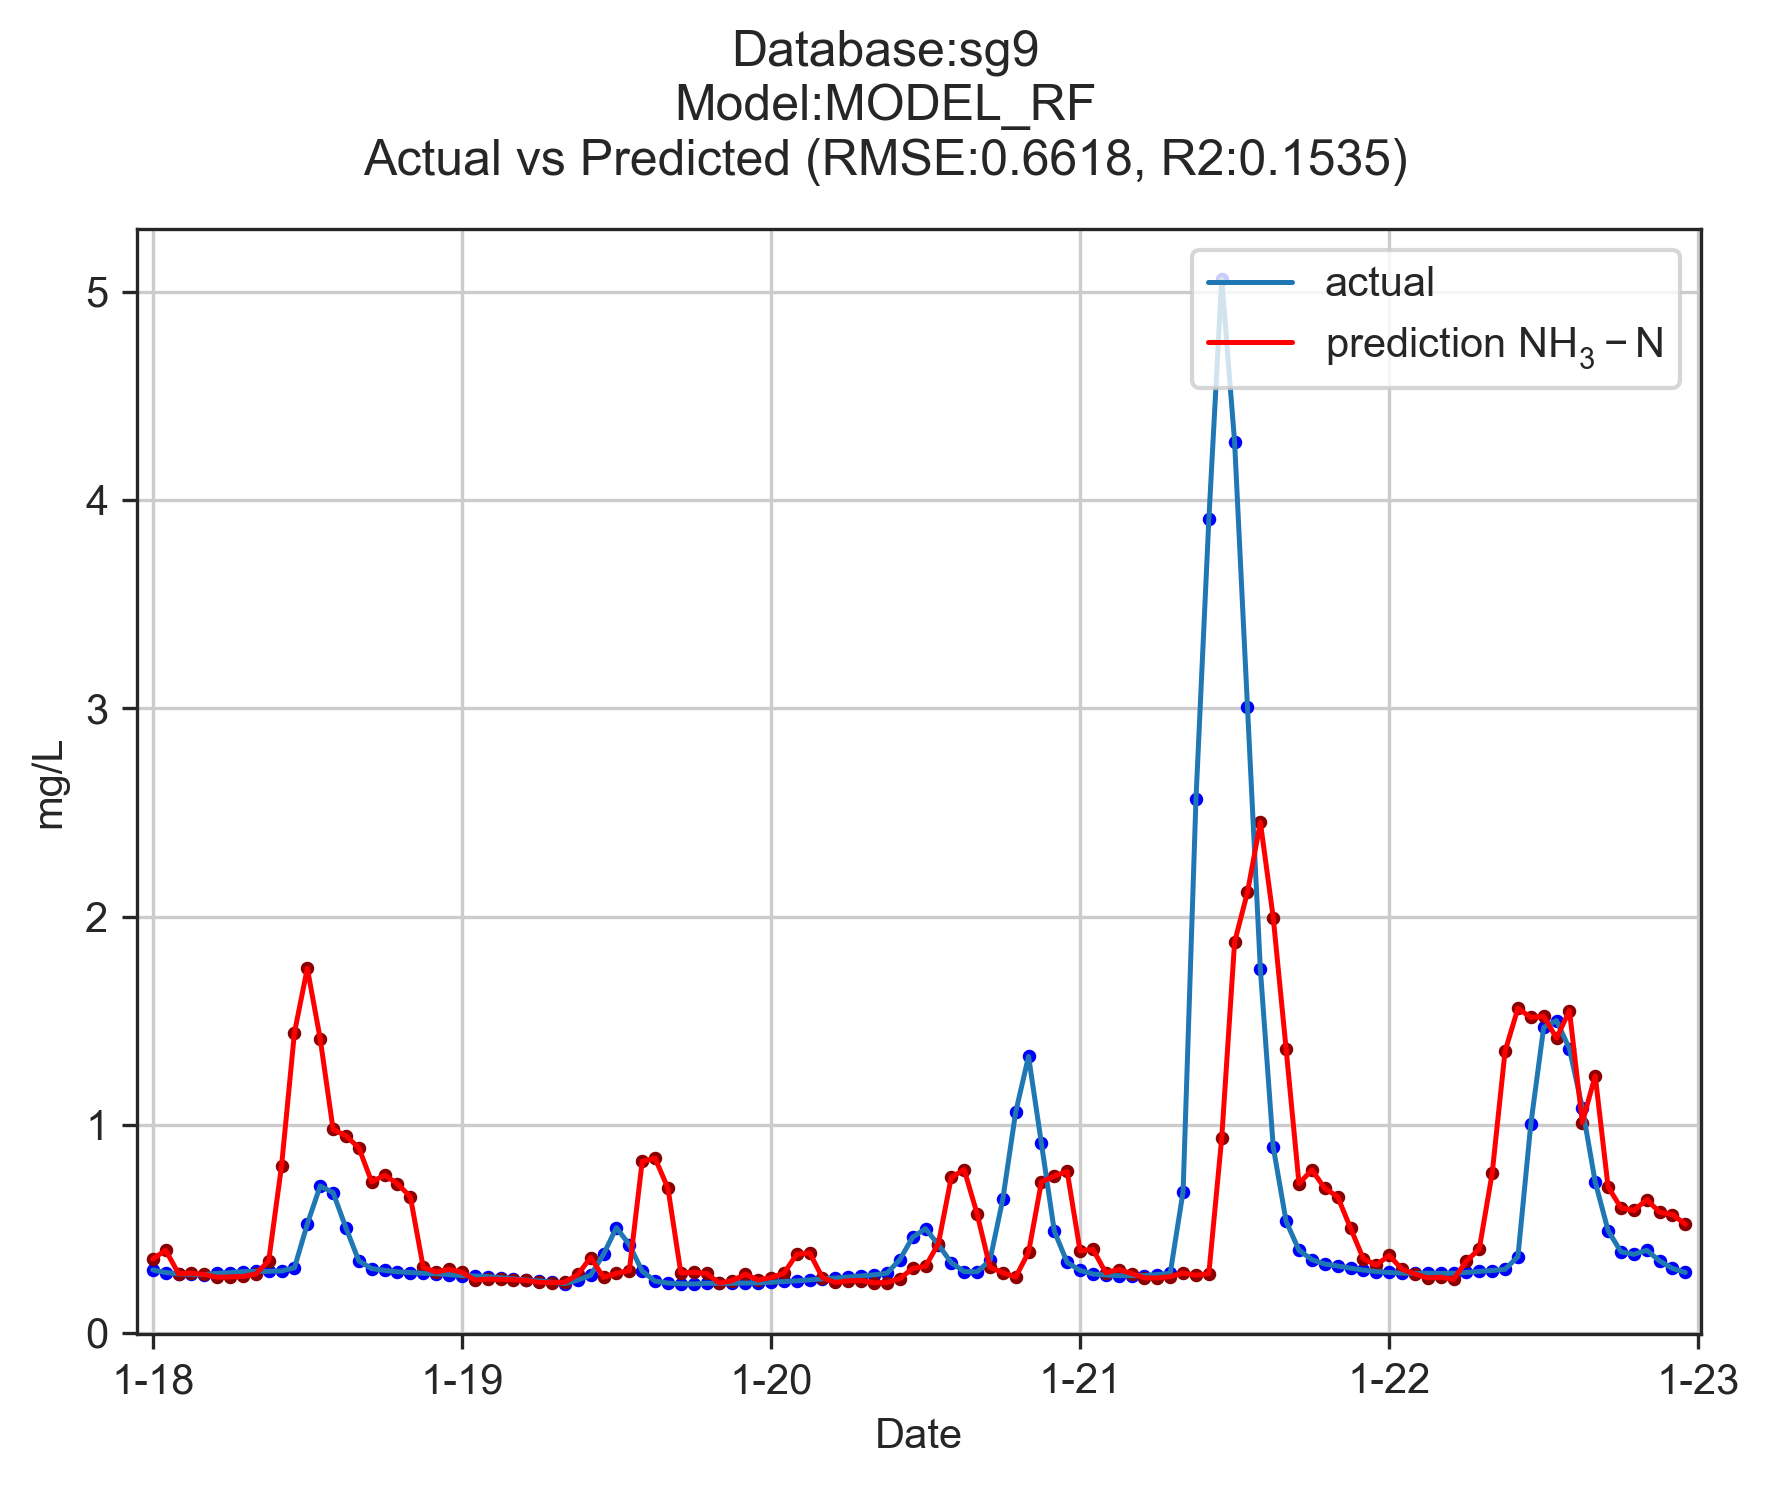 Database:sg9
Model:MODEL_RF
Actual vs Predicted (RMSE:0.6618, R2:0.1535)
actual
prediction NH₃ − N
5
4
3
2
1
0
mg/L
1-18 1-19 1-20 1-21 1-22 1-23
Date